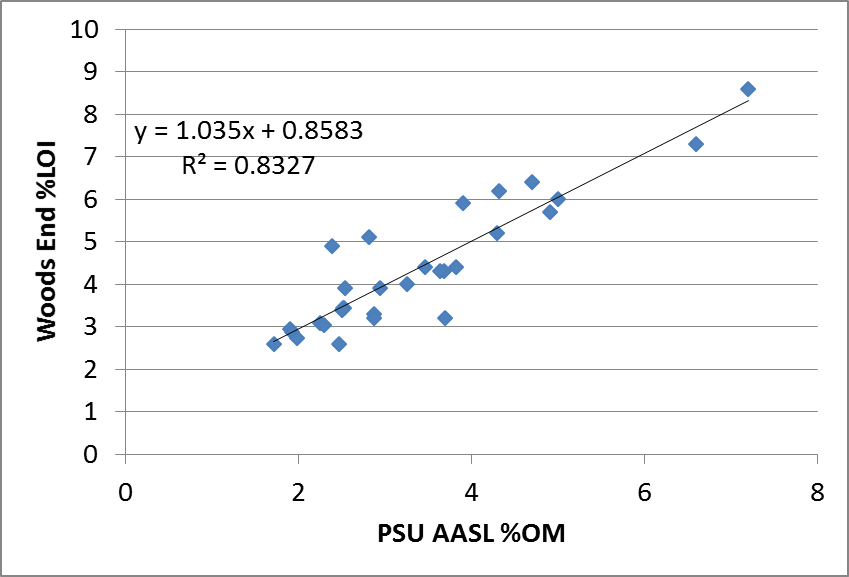 10
9
8
7
6
5
4
3
2
1
0
Woods End %LOI
y = 1.035x + 0.8583
R² = 0.8327
0 2 4 6 8
PSU AASL %OM